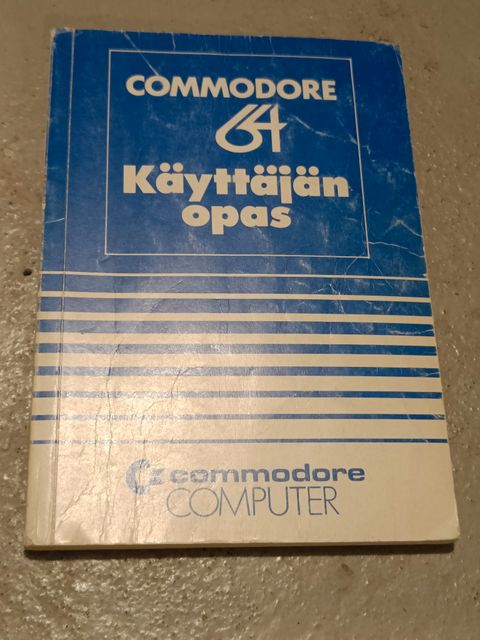 COMMODORE
64
Käyttäjän
opas
commodore
COMPUTER